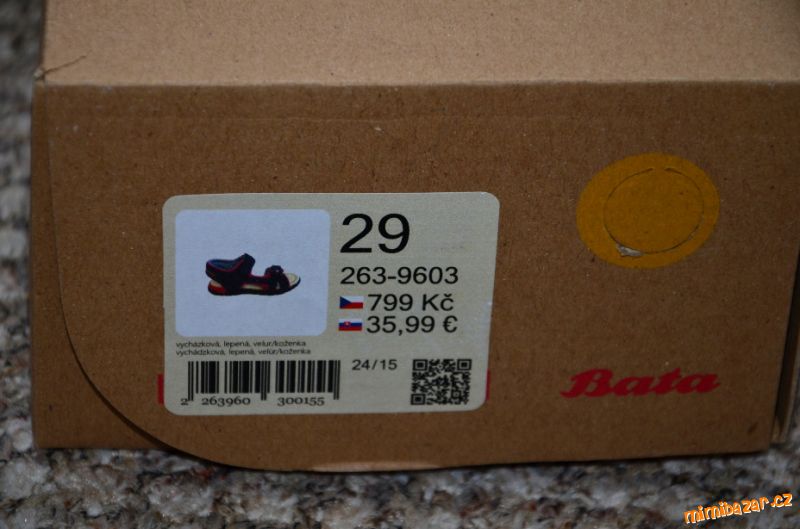 29
263-9603
799 Kč
35,99 €
vycházková, lepená, velur/koženka
vychádzková, lepená, velúr/koženka
24/15
2 263960 300155
Bata
mimibazar.cz